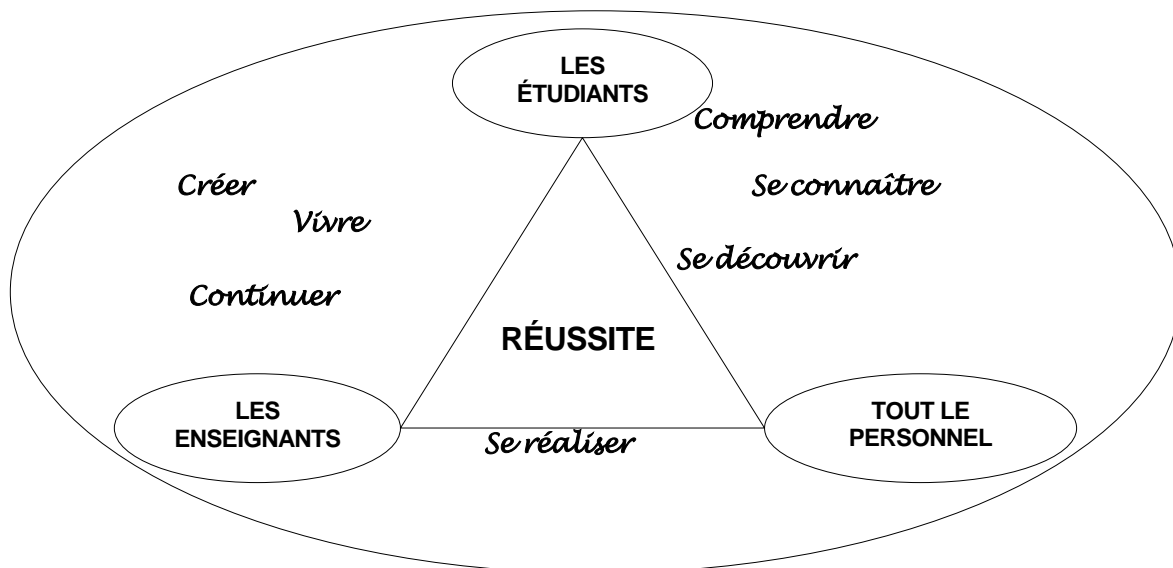 LES
ÉTUDIANTS
Comprendre
Créer
Se connaître
Vivre
Se découvrir
Continuer
RÉUSSITE
LES
ENSEIGNANTS
TOUT LE
PERSONNEL
Se réaliser